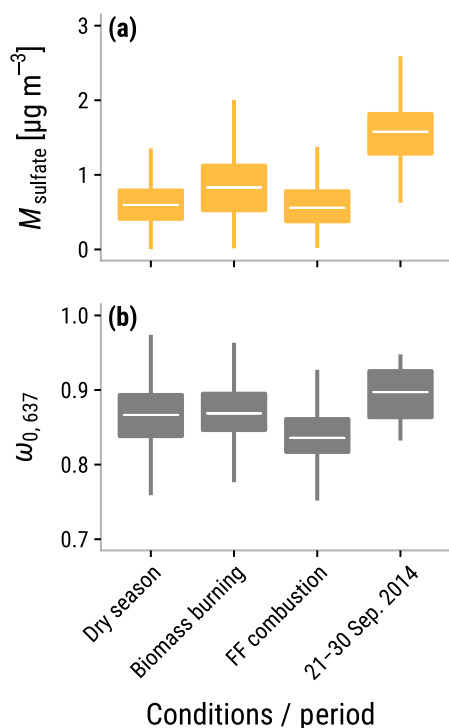 (a)
3
2
1
0
M sulfate [µg m−3]
(b)
1.0
0.9
0.8
0.7
ω0, 637
Dry season
Biomass burning
FF combustion
21−30 Sep. 2014
Conditions / period